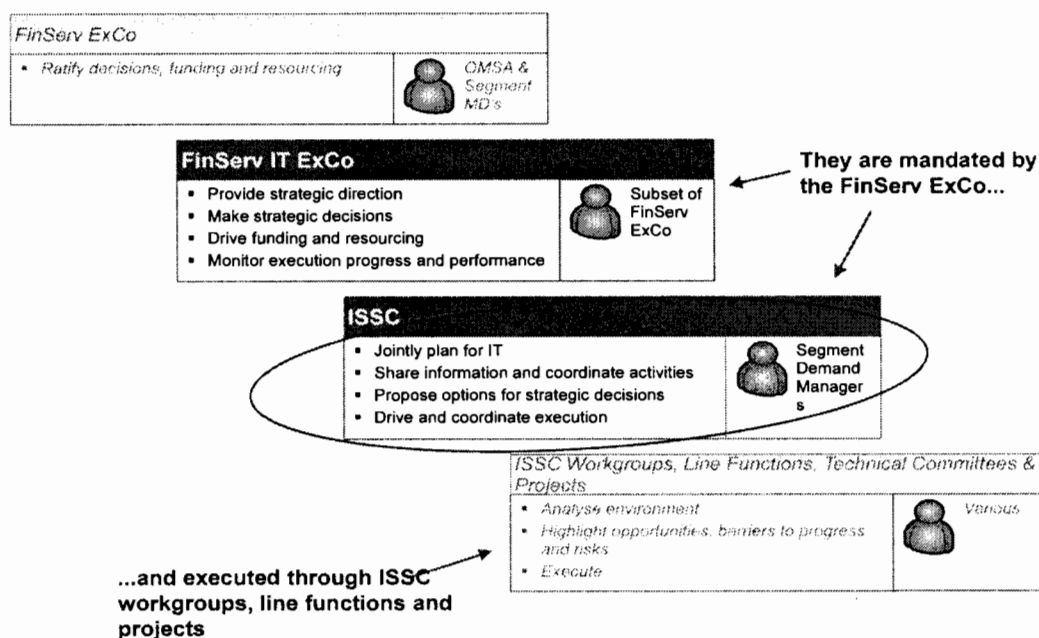 FinServ ExCo
▪ Ratify decisions, funding and resourcing
OMSA &
Segment
MD's
FinServ IT ExCo
▪ Provide strategic direction
▪ Make strategic decisions
▪ Drive funding and resourcing
▪ Monitor execution progress and performance
Subset of
FinServ
ExCo
They are mandated by
the FinServ ExCo...
ISSC
▪ Jointly plan for IT
▪ Share information and coordinate activities
▪ Propose options for strategic decisions
▪ Drive and coordinate execution
Segment
Demand
Manager
s
ISSC Workgroups, Line Functions, Technical Committees &
Projects
▪ Analyse environment
▪ Highlight opportunities, barriers to progress
and risks
▪ Execute
Various
...and executed through ISSC
workgroups, line functions and
projects